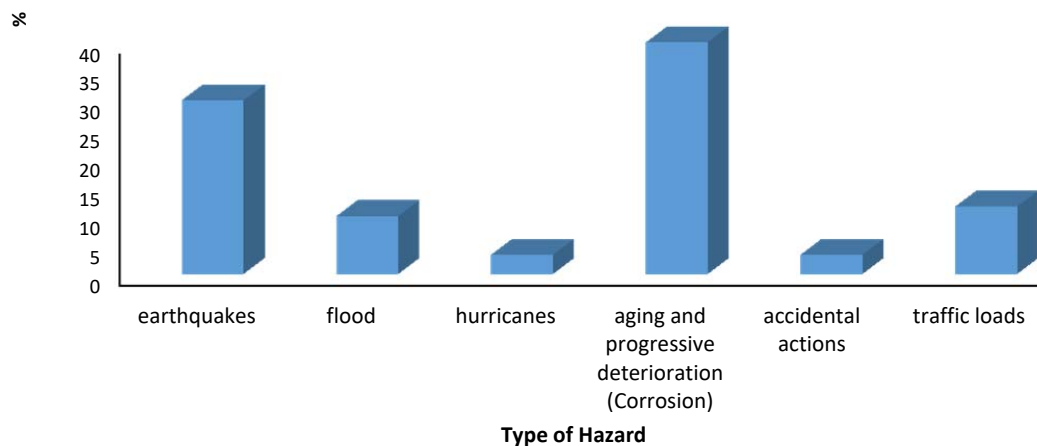 %
40
35
30
25
20
15
10
5
0
earthquakes
flood
hurricanes
aging and
progressive
deterioration
(Corrosion)
accidental
actions
traffic loads
Type of Hazard